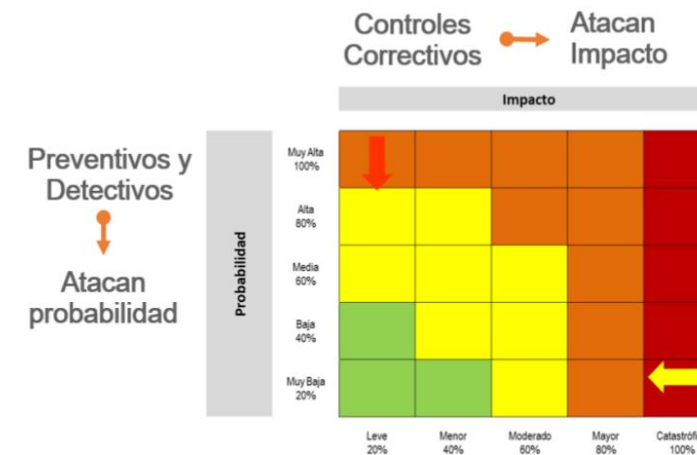 Controles
Correctivos
Atacan
Impacto
Impacto
Preventivos y
Detectivos
Atacan
probabilidad
Probabilidad
Muy Alta
100%
Alta
80%
Media
60%
Baja
40%
Muy Baja
20%
Leve
20%
Menor
40%
Moderado
60%
Mayor
80%
Catastrófi
100%